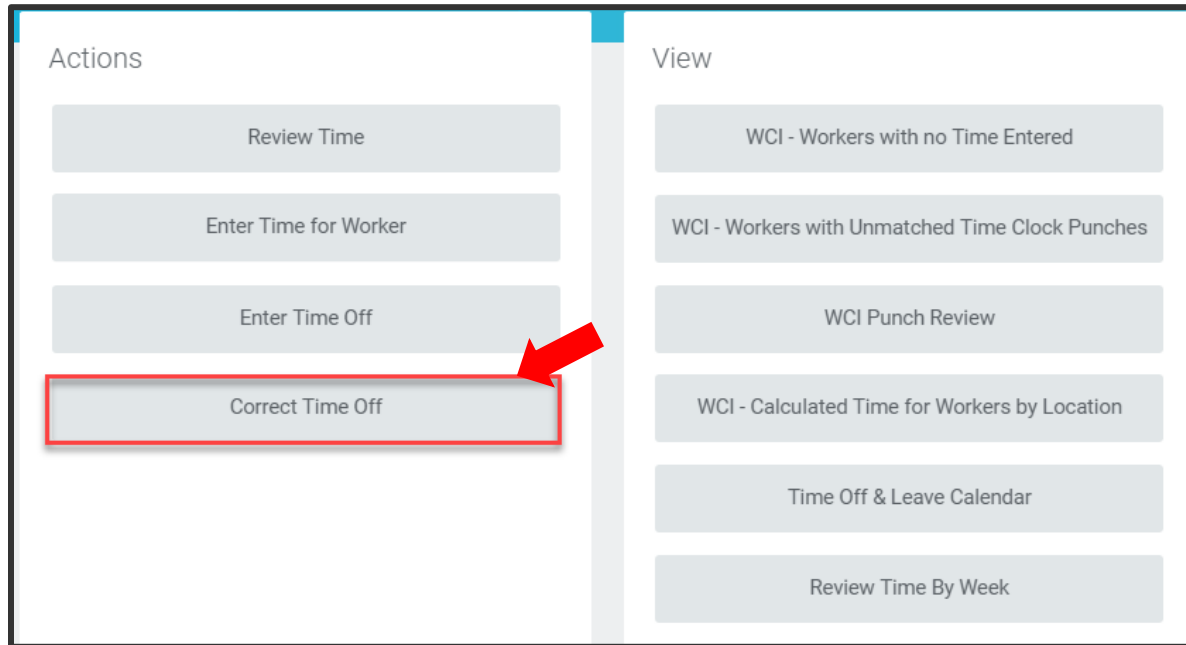 Actions
Review Time
Enter Time for Worker
Enter Time Off
Correct Time Off
View
WCI - Workers with no Time Entered
WCI - Workers with Unmatched Time Clock Punches
WCI Punch Review
WCI - Calculated Time for Workers by Location
Time Off & Leave Calendar
Review Time By Week